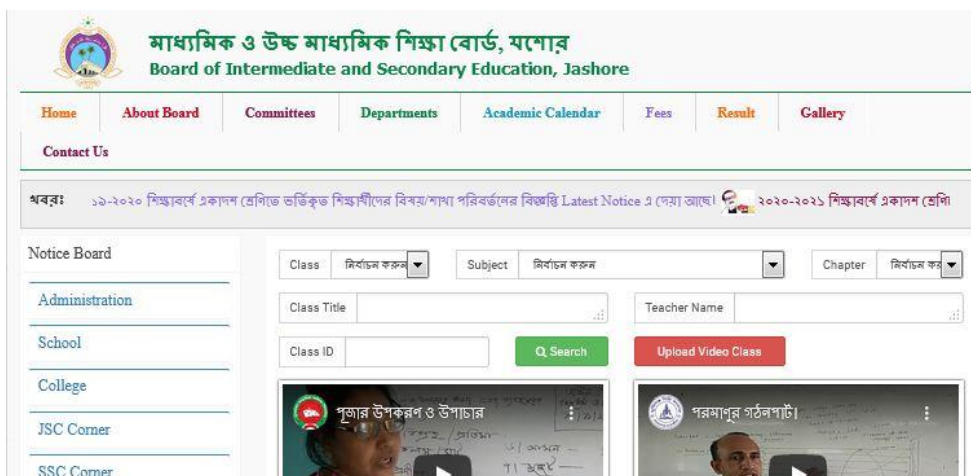 মাধ্যমিক ও উচ্চ মাধ্যমিক শিক্ষা বোর্ড, যশোর
Board of Intermediate and Secondary Education, Jashore
Home About Board Committees Departments Academic Calendar Fees Result Gallery
Contact Us
খবরঃ ১৯-২০২০ শিক্ষাবর্ষে একাদশ শ্রেণিতে ভর্তিকৃত শিক্ষার্থীদের বিষয়/শাখা পরিবর্তনের বিজ্ঞপ্তি Latest Notice এ দেয়া আছে। ২০২০-২০২১ শিক্ষাবর্ষে একাদশ শ্রেণি
Notice Board
Class নির্বাচন করুন Subject নির্বাচন করুন Chapter নির্বাচন কর
Administration
Class Title Teacher Name
School
Class ID Search Upload Video Class
College
পূজার উপকরণ ও উপাচার
পরমাণুর গঠনপার্ট১
JSC Corner
SSC Corner